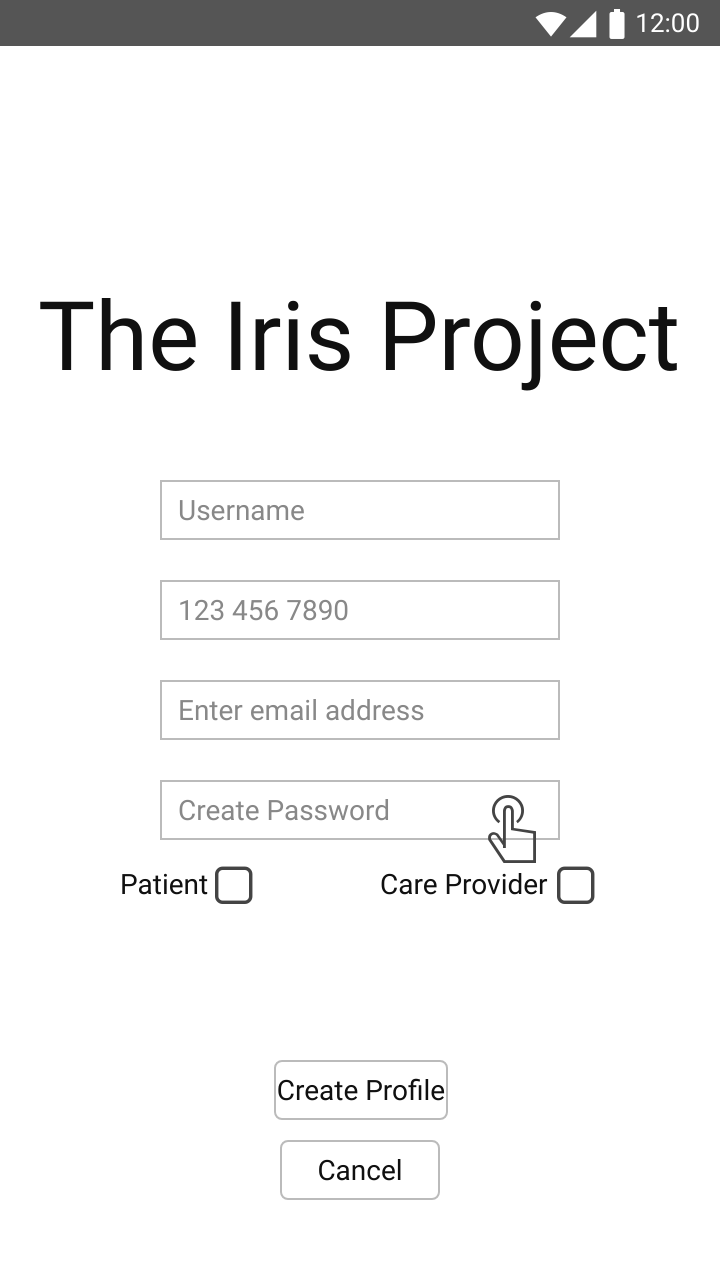 12:00
The Iris Project
Username
123 456 7890
Enter email address
Create Password
Patient
Care Provider
Create Profile
Cancel